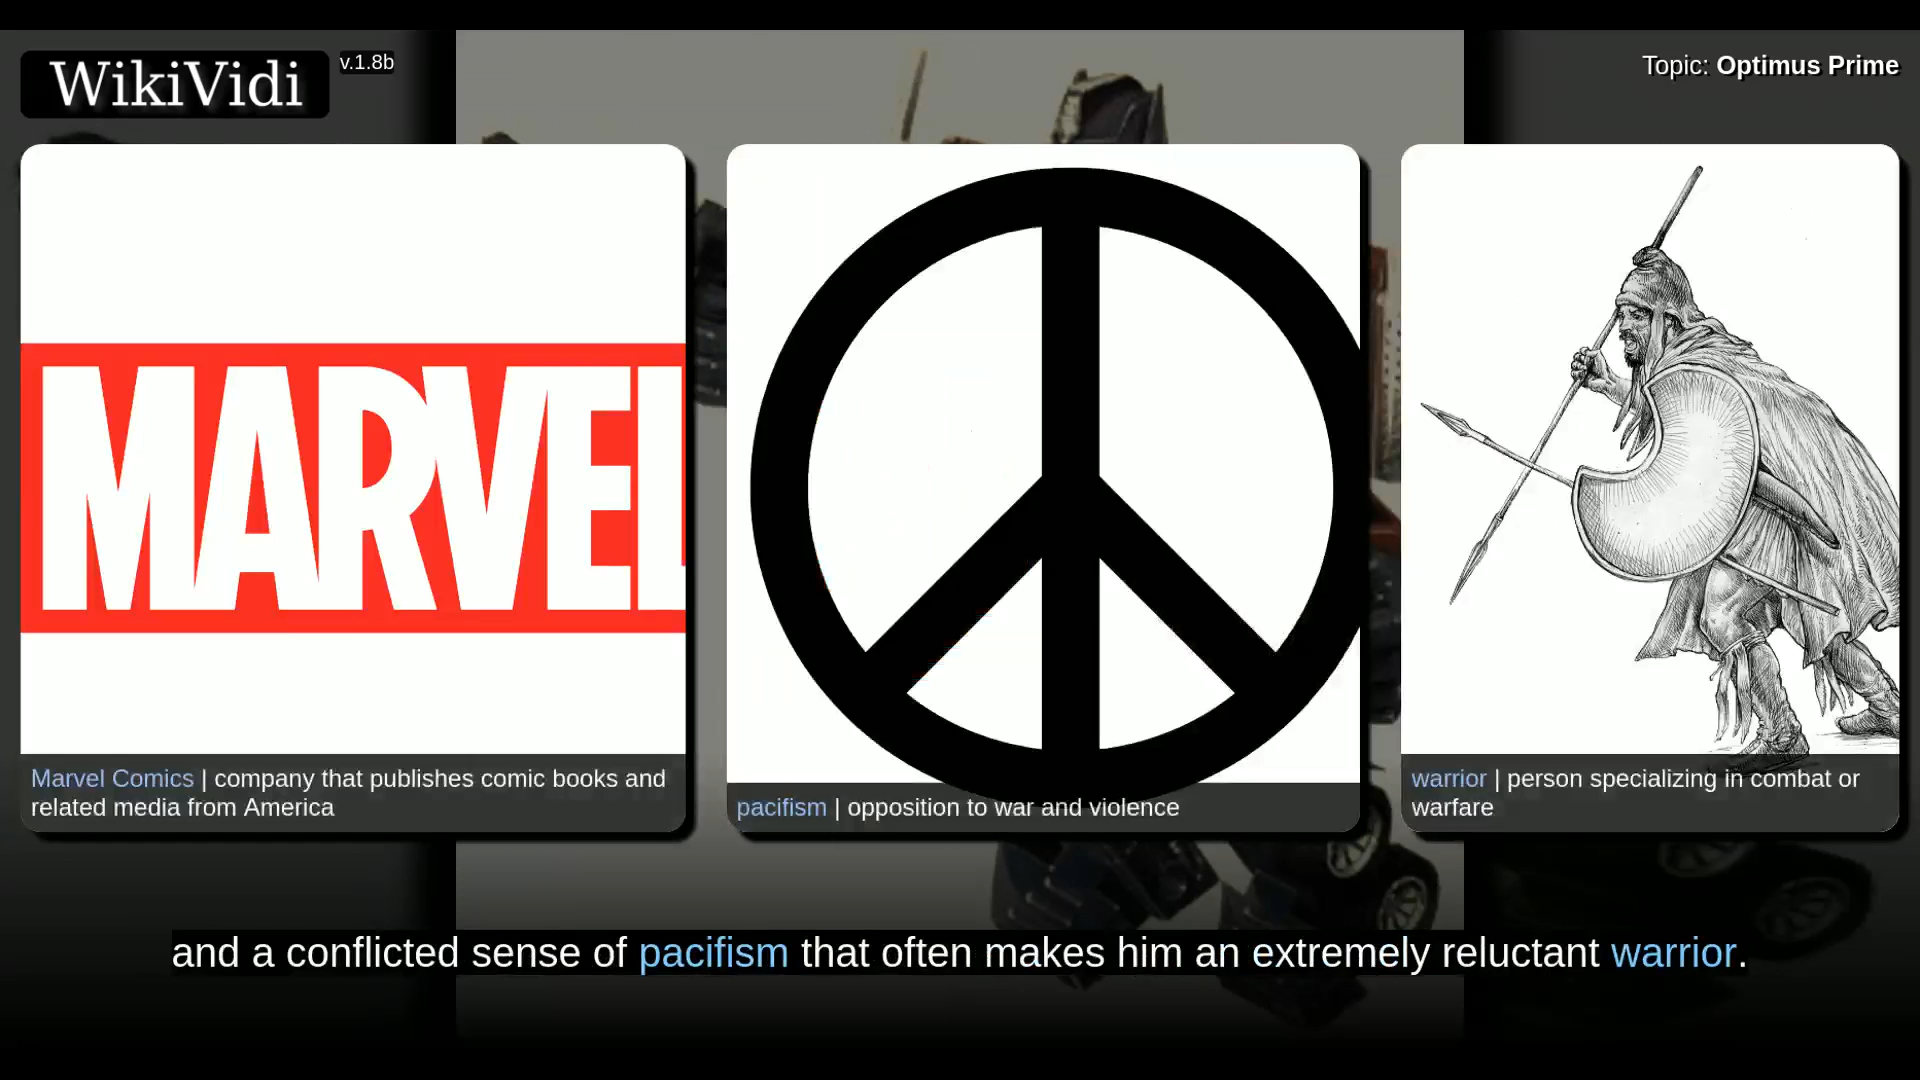 WikiVidi
v.1.8b
Topic: Optimus Prime
MARVEL
Marvel Comics | company that publishes comic books and
related media from America
pacifism | opposition to war and violence
warrior | person specializing in combat or
warfare
and a conflicted sense of pacifism that often makes him an extremely reluctant warrior.